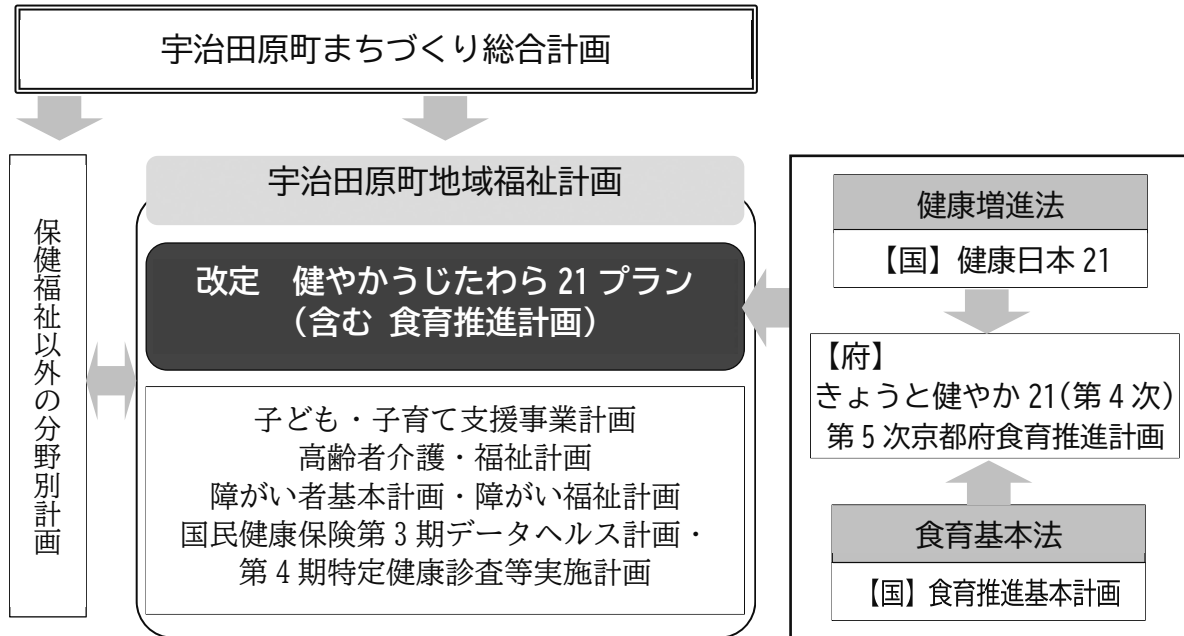 宇治田原町まちづくり総合計画
保健福祉以外の分野別計画
宇治田原町地域福祉計画
改定　健やかうじたわら 21 プラン
（含む 食育推進計画）
子ども・子育て支援事業計画
高齢者介護・福祉計画
障がい者基本計画・障がい福祉計画
国民健康保険第 3 期データヘルス計画・
第 4 期特定健康診査等実施計画
健康増進法
【国】健康日本 21
【府】
きょうと健やか 21(第 4 次)
第 5 次京都府食育推進計画
食育基本法
【国】食育推進基本計画